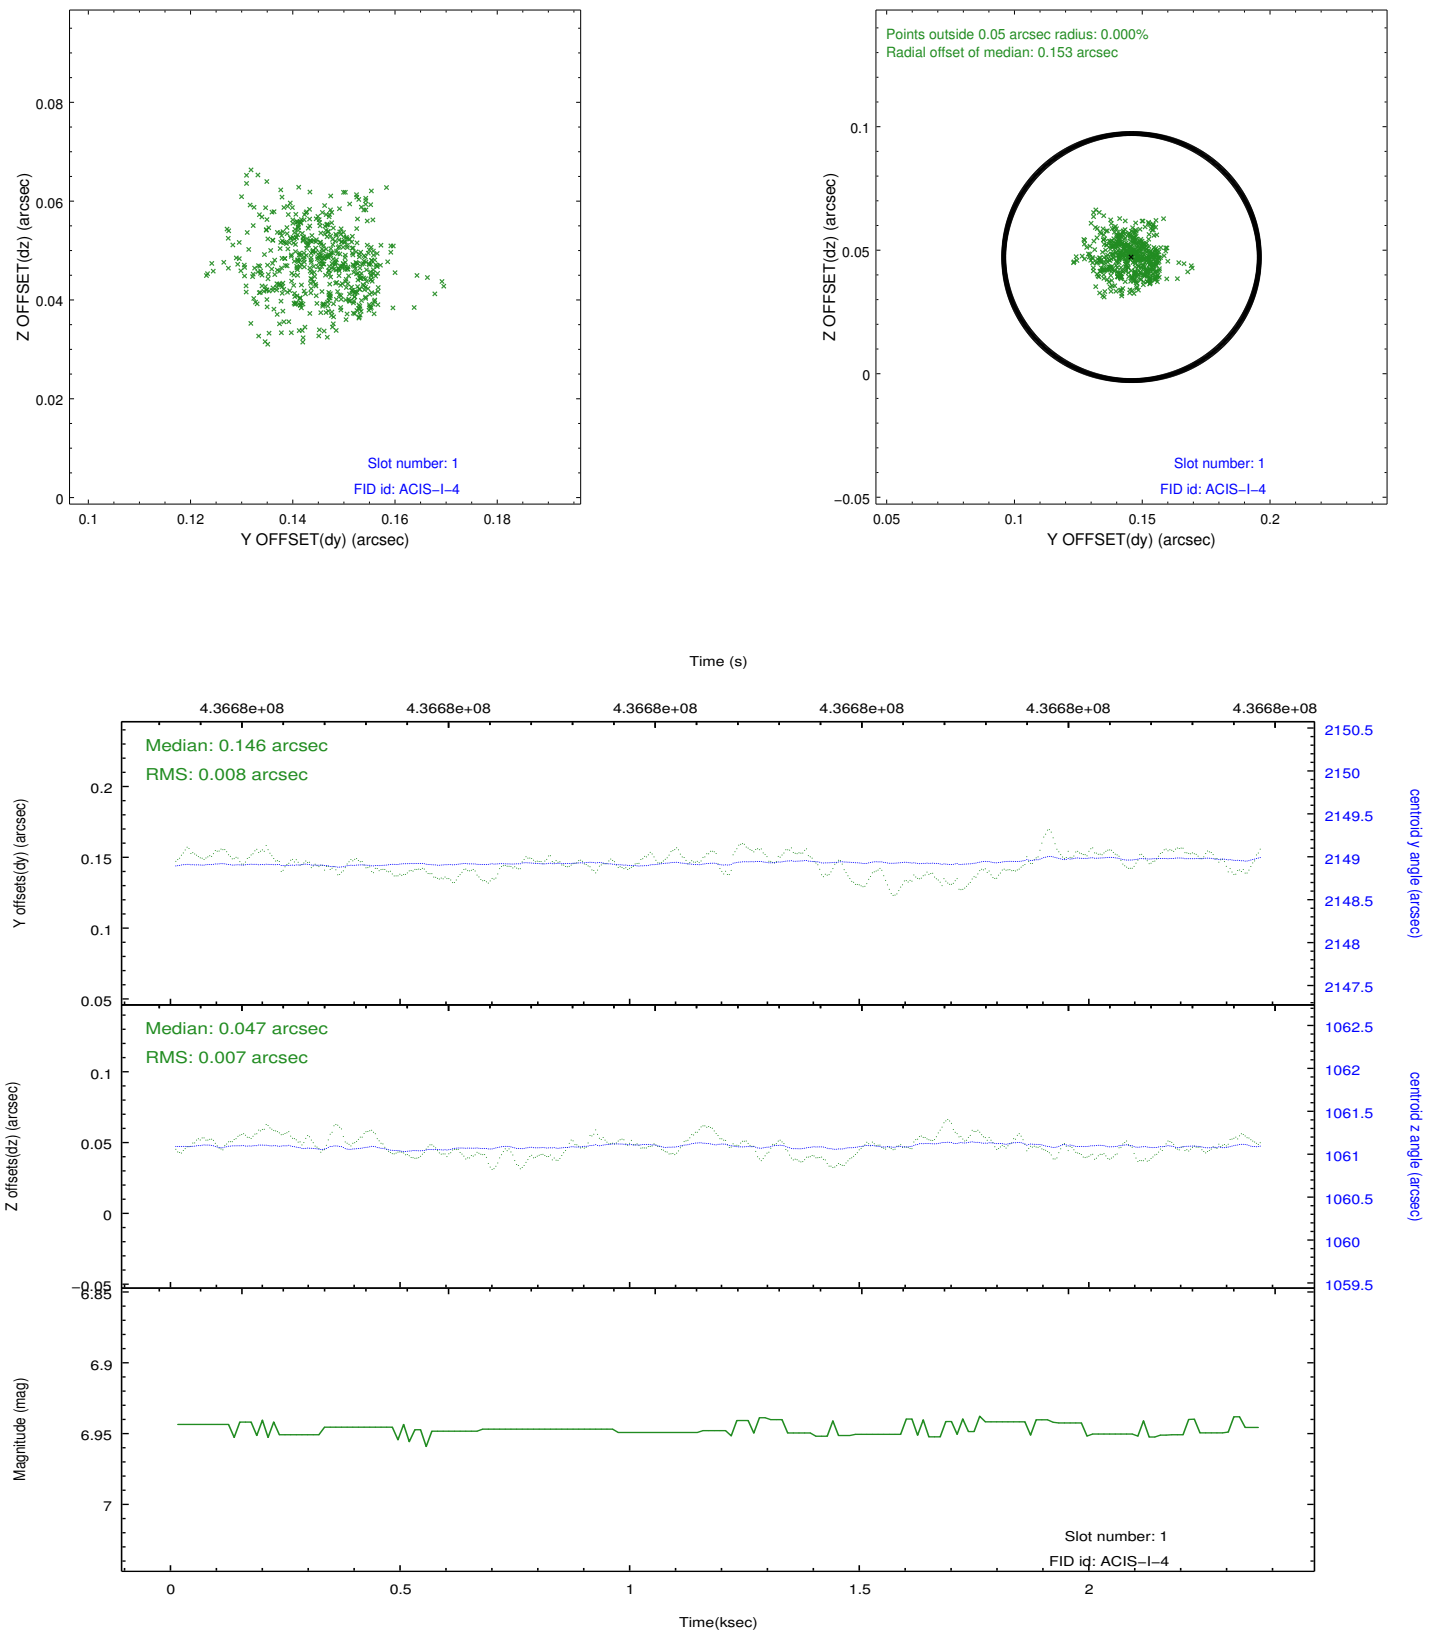 0.08
0.06
0.04
0.02
0
Z OFFSET(dz) (arcsec)
Slot number: 1
FID id: ACIS−I−4
0.1 0.12 0.14 0.16 0.18
Y OFFSET(dy) (arcsec)
Points outside 0.05 arcsec radius: 0.000%
Radial offset of median: 0.153 arcsec
0.1
0.05
0
−0.05
Z OFFSET(dz) (arcsec)
Slot number: 1
FID id: ACIS−I−4
0.05 0.1 0.15 0.2
Y OFFSET(dy) (arcsec)
Time (s)
4.3668e+08 4.3668e+08 4.3668e+08 4.3668e+08 4.3668e+08 4.3668e+08
Median: 0.146 arcsec
RMS: 0.008 arcsec
0.2
0.15
0.1
0.05
Y offsets(dy) (arcsec)
2150.5
2150
2149.5
2149
2148.5
2148
2147.5
centroid y angle (arcsec)
Median: 0.047 arcsec
RMS: 0.007 arcsec
0.1
0.05
0
−0.05
Z offsets(dz) (arcsec)
1062.5
1062
1061.5
1061
1060.5
1060
1059.5
centroid z angle (arcsec)
6.85
6.9
6.95
7
Magnitude (mag)
Slot number: 1
FID id: ACIS−I−4
0 0.5 1 1.5 2
Time(ksec)